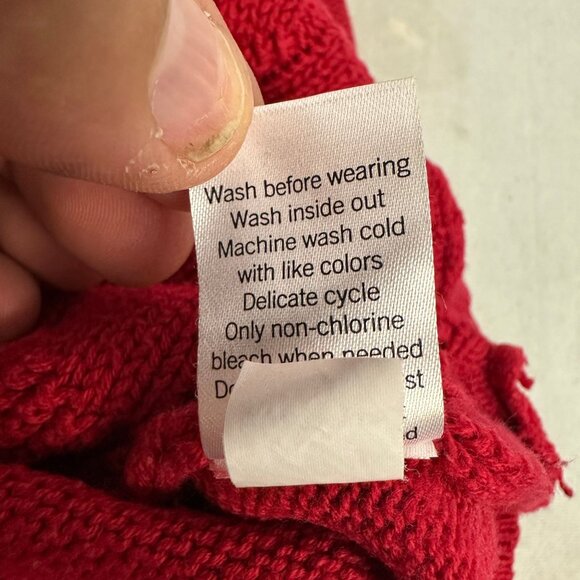 Wash before wearing
Wash inside out
Machine wash cold
with like colors
Delicate cycle
Only non-chlorine
bleach when needed